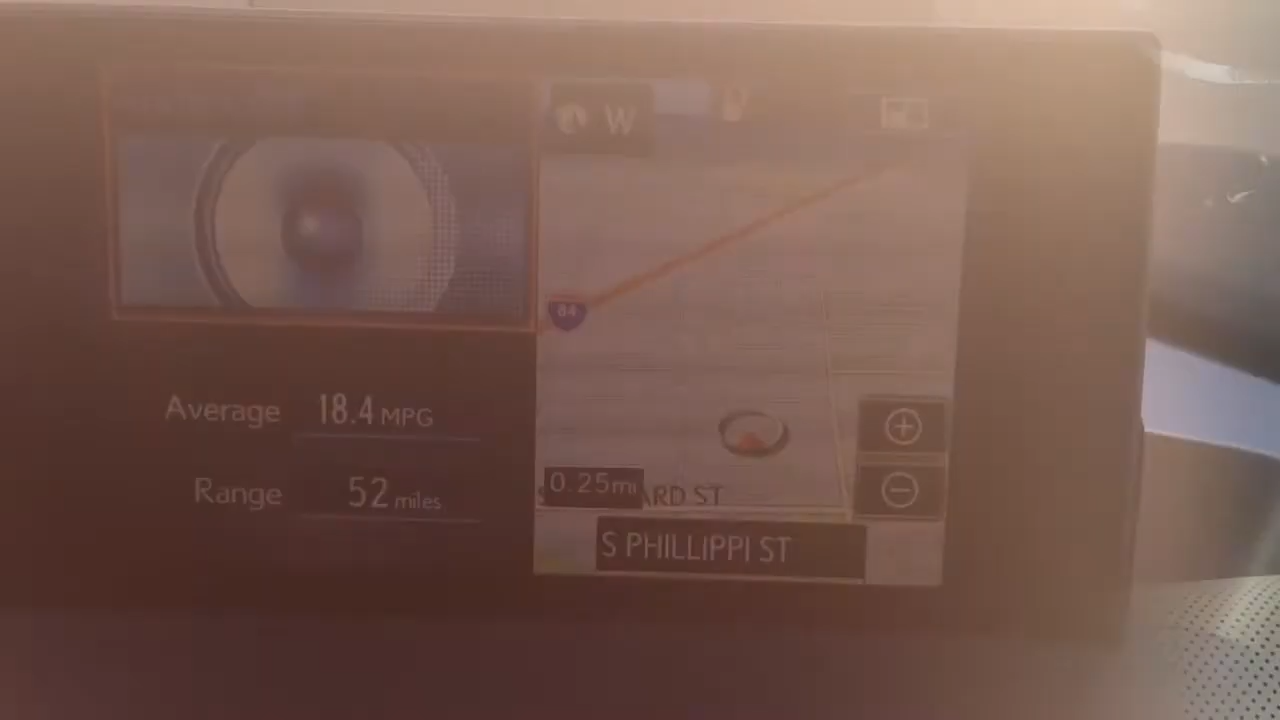 W
84
Average 18.4 MPG
Range 52 miles
0.25mi
ARD ST
S PHILLIPPI ST